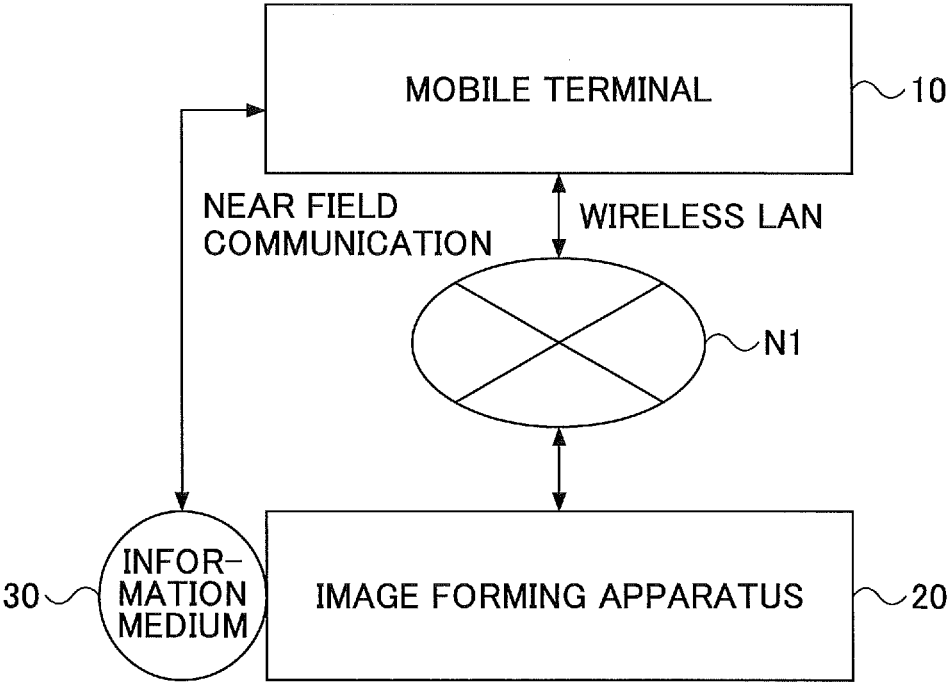 MOBILE TERMINAL
10
NEAR FIELD
COMMUNICATION
WIRELESS LAN
N1
30
INFOR-
MATION
MEDIUM
IMAGE FORMING APPARATUS
20